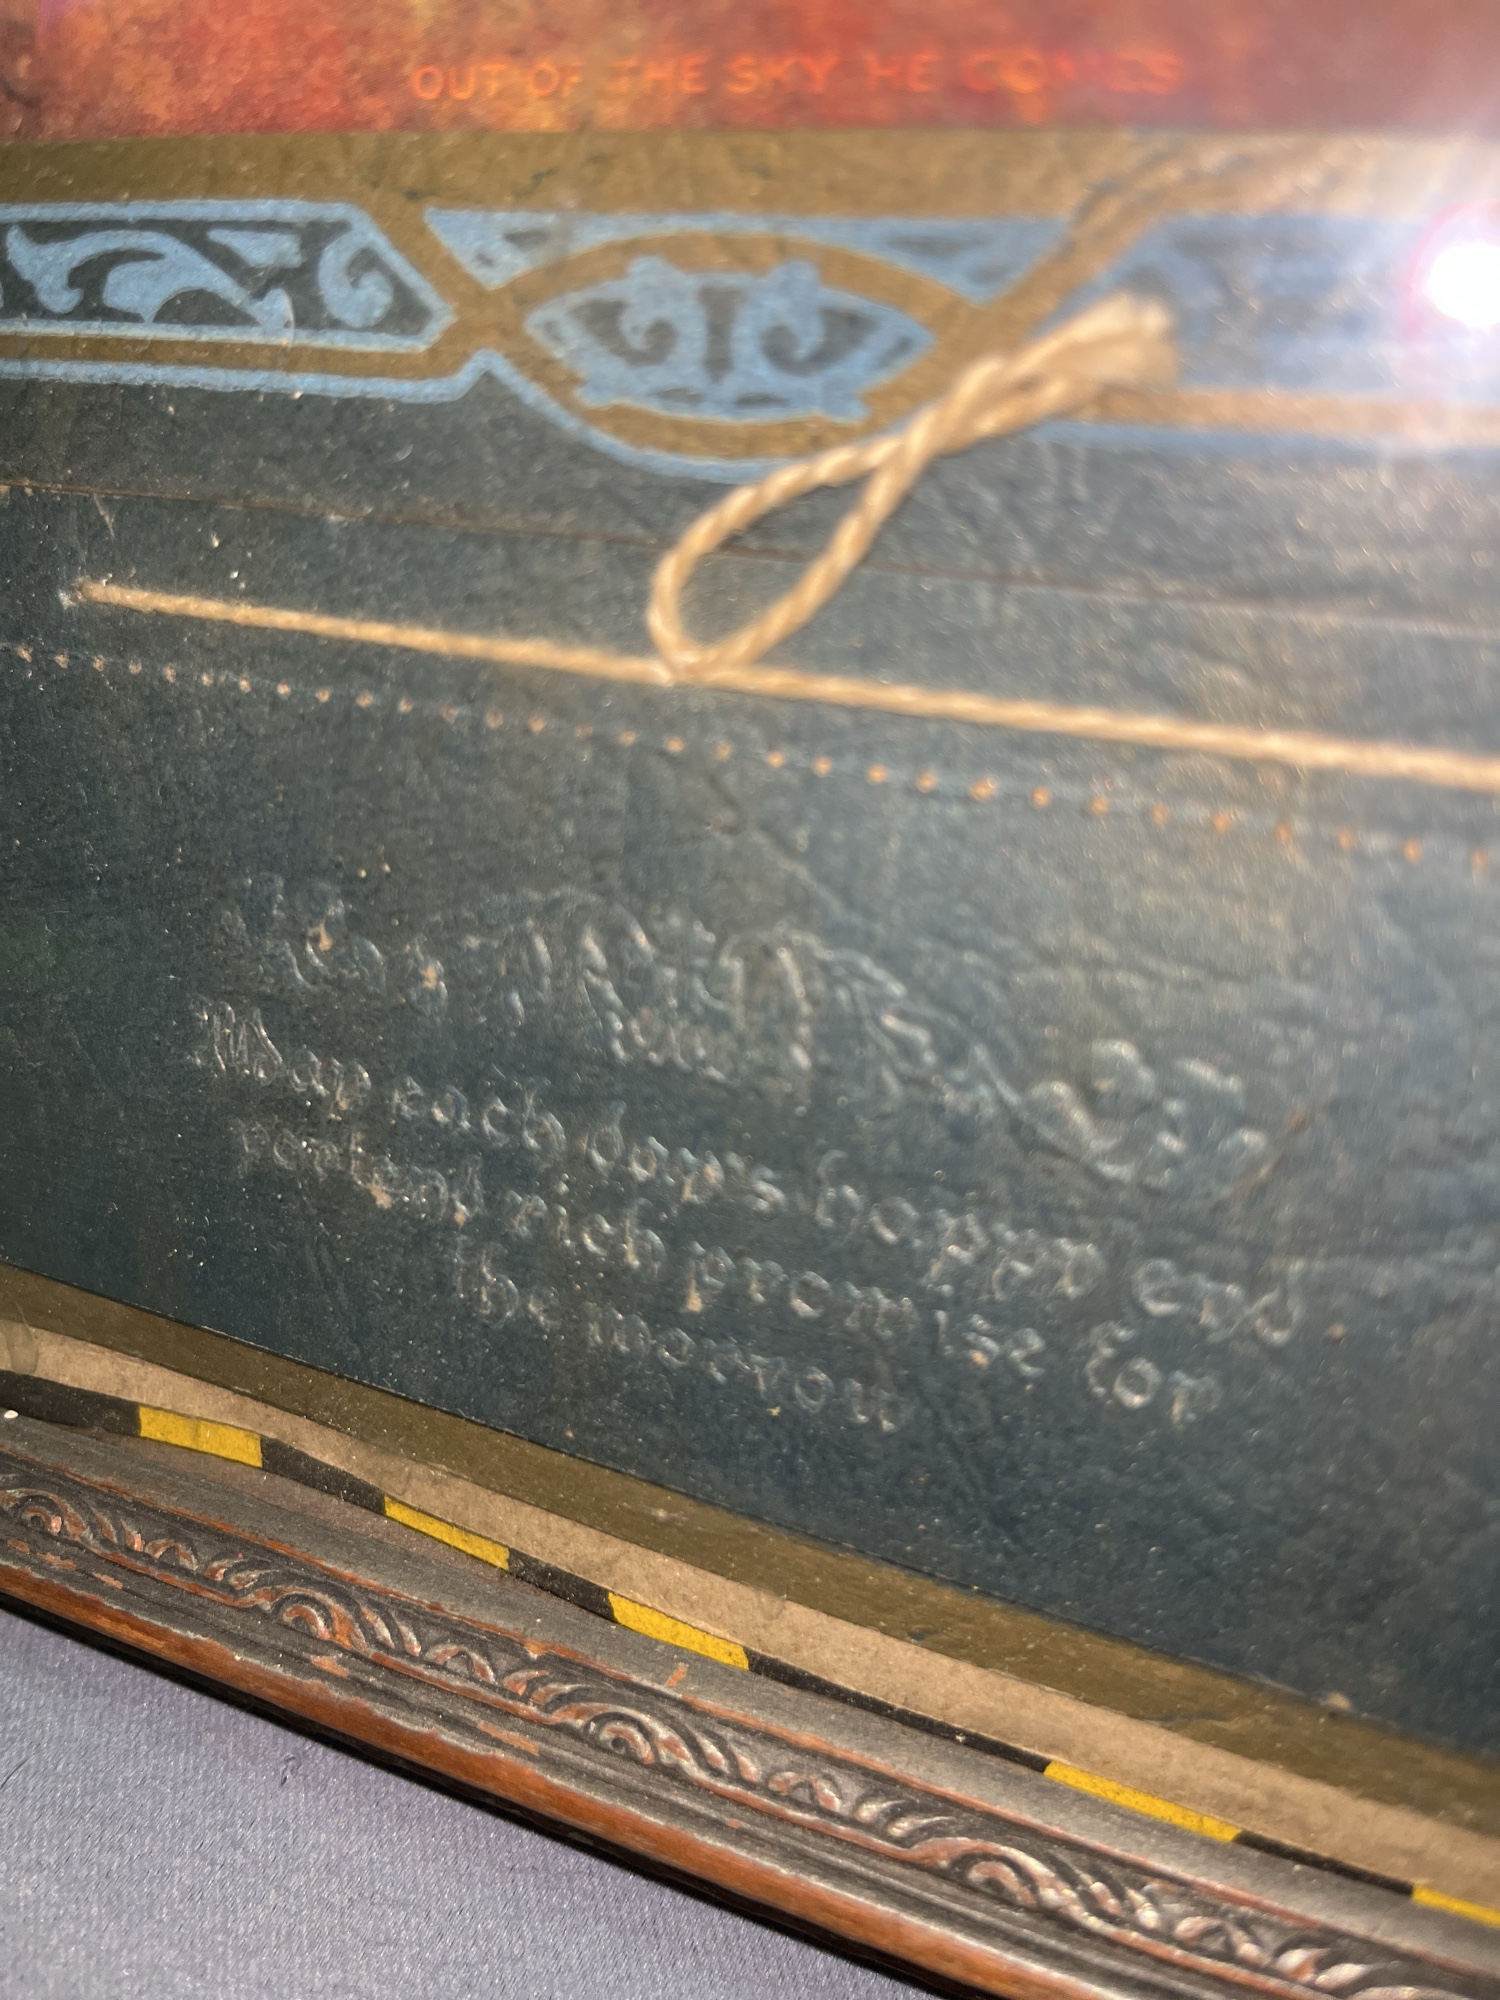 OUT OF THE SKY HE COMES
May each day's happy end
Portend rich promise for
the morrow